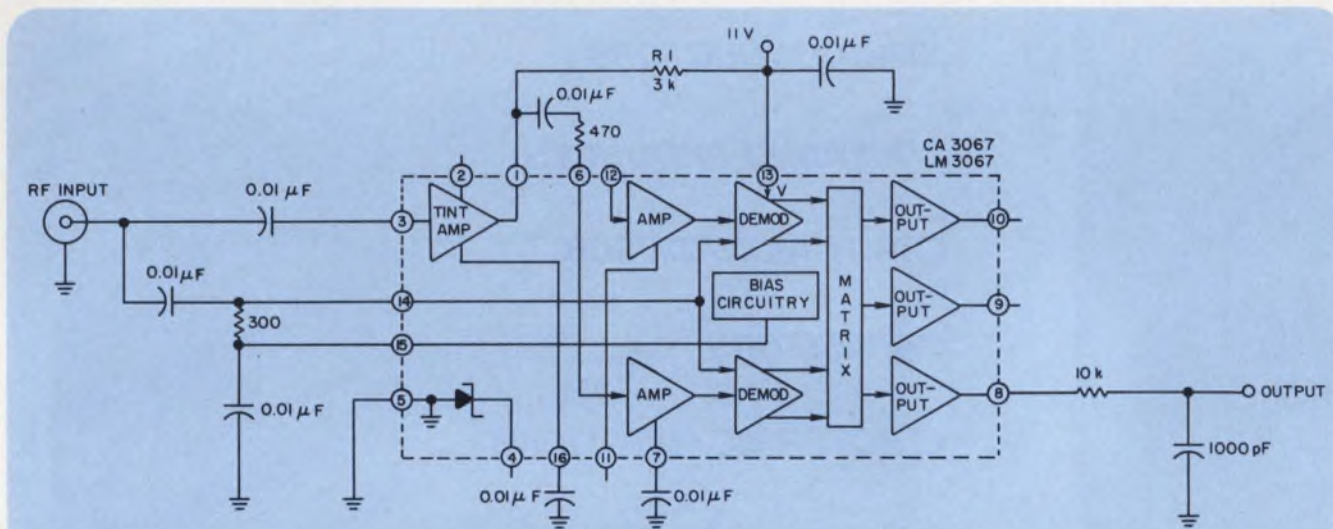 11 V
R 1
3 k
0.01 μF
0.01 μF
470
CA 3067
LM 3067
RF INPUT
0.01 μF
2
1
6
12
13
3
TINT
AMP
AMP
V
DEMOD
OUT-
PUT
10
0.01 μF
14
300
15
BIAS
CIRCUITRY
MATRIX
OUT-
PUT
9
5
0.01 μF
AMP
DEMOD
OUT-
PUT
8
10 k
OUTPUT
4
16
11
7
0.01 μF
0.01 μF
1000 pF